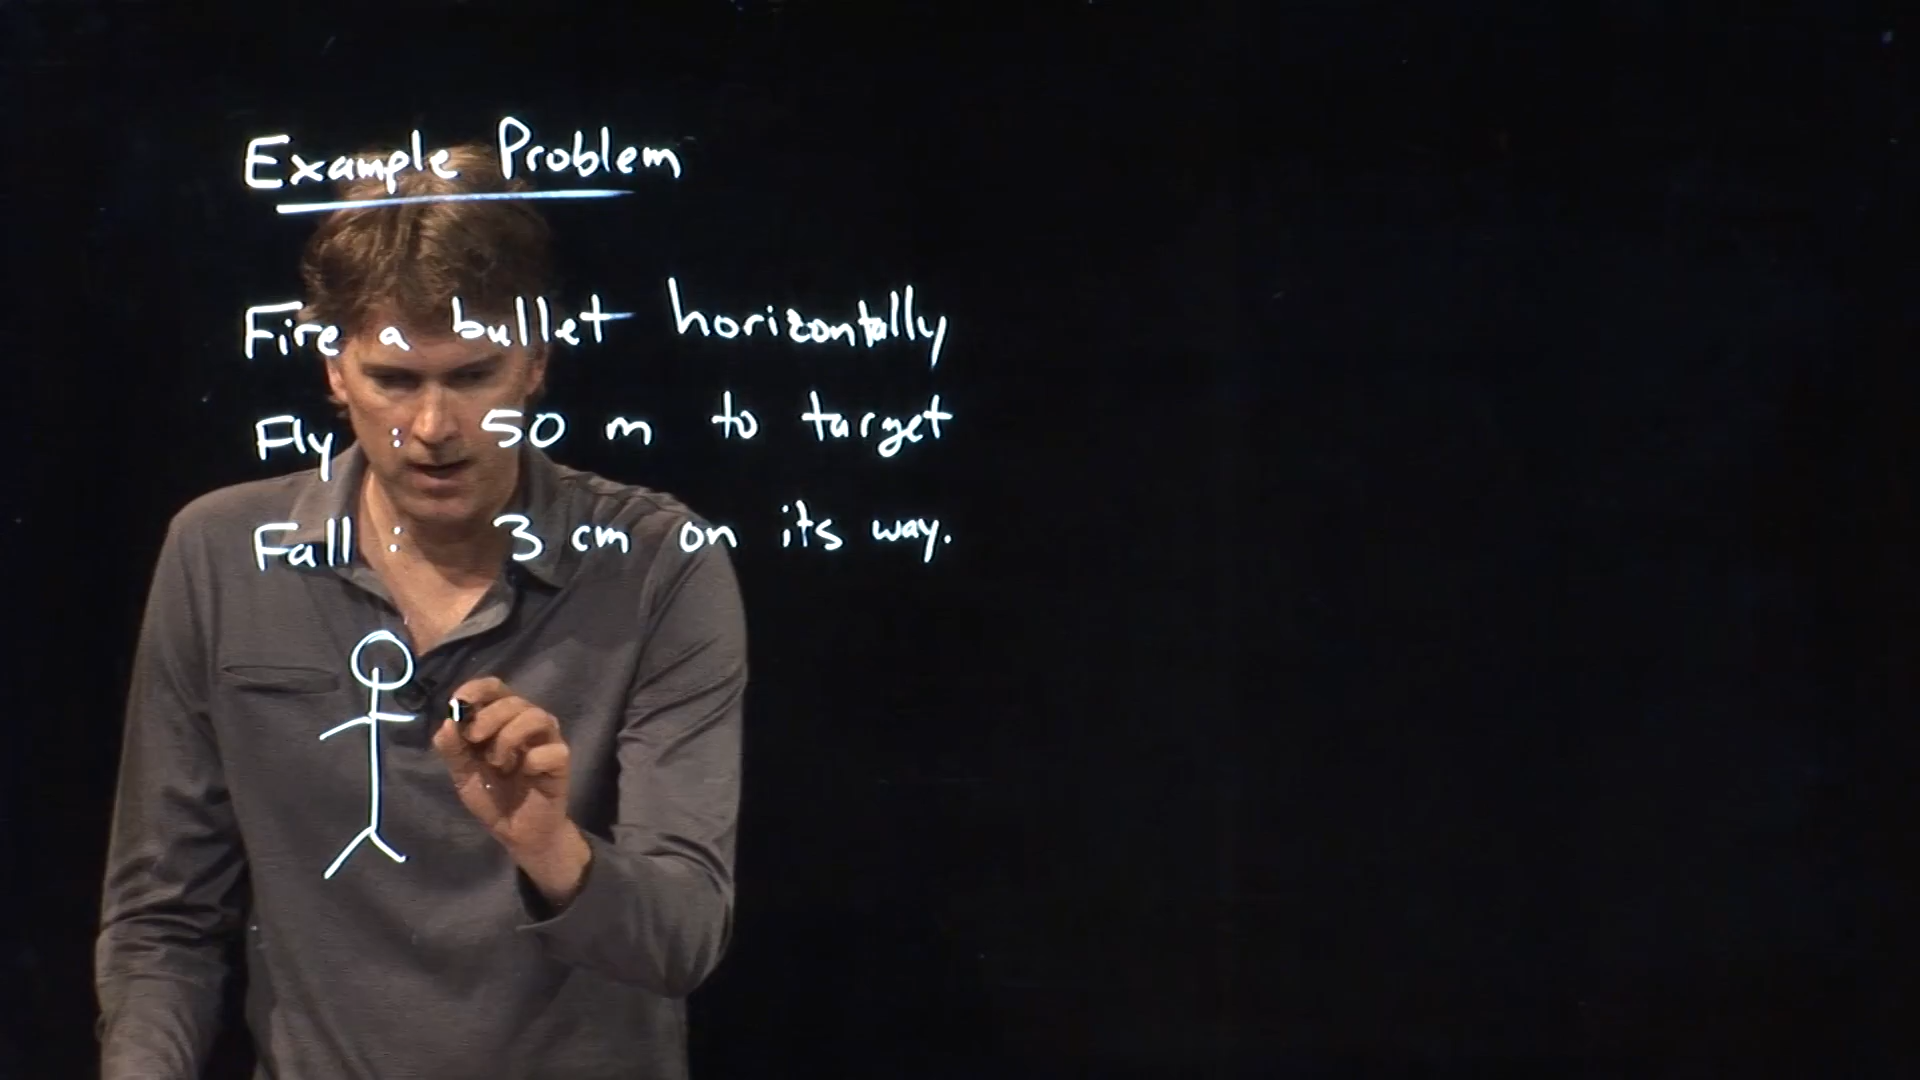 Example Problem
Fire a bullet horizontally
Fly : 50 m to target
Fall : 3 cm on its way.